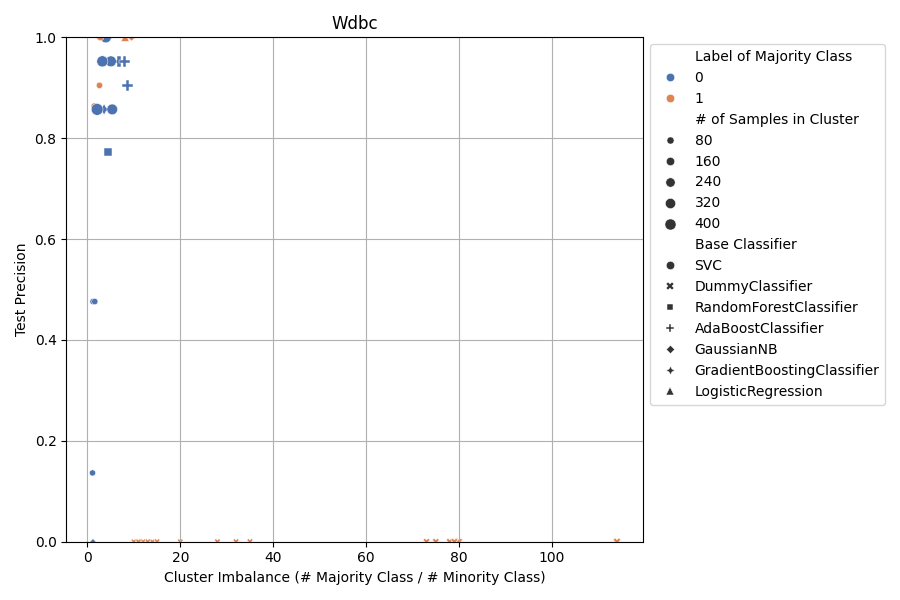 Wdbc
1.0
0.8
0.6
0.4
0.2
0.0
Test Precision
0
20
40
60
80
100
Cluster Imbalance (# Majority Class / # Minority Class)
Label of Majority Class
0
1
# of Samples in Cluster
80
160
240
320
400
Base Classifier
SVC
DummyClassifier
RandomForestClassifier
AdaBoostClassifier
GaussianNB
GradientBoostingClassifier
LogisticRegression